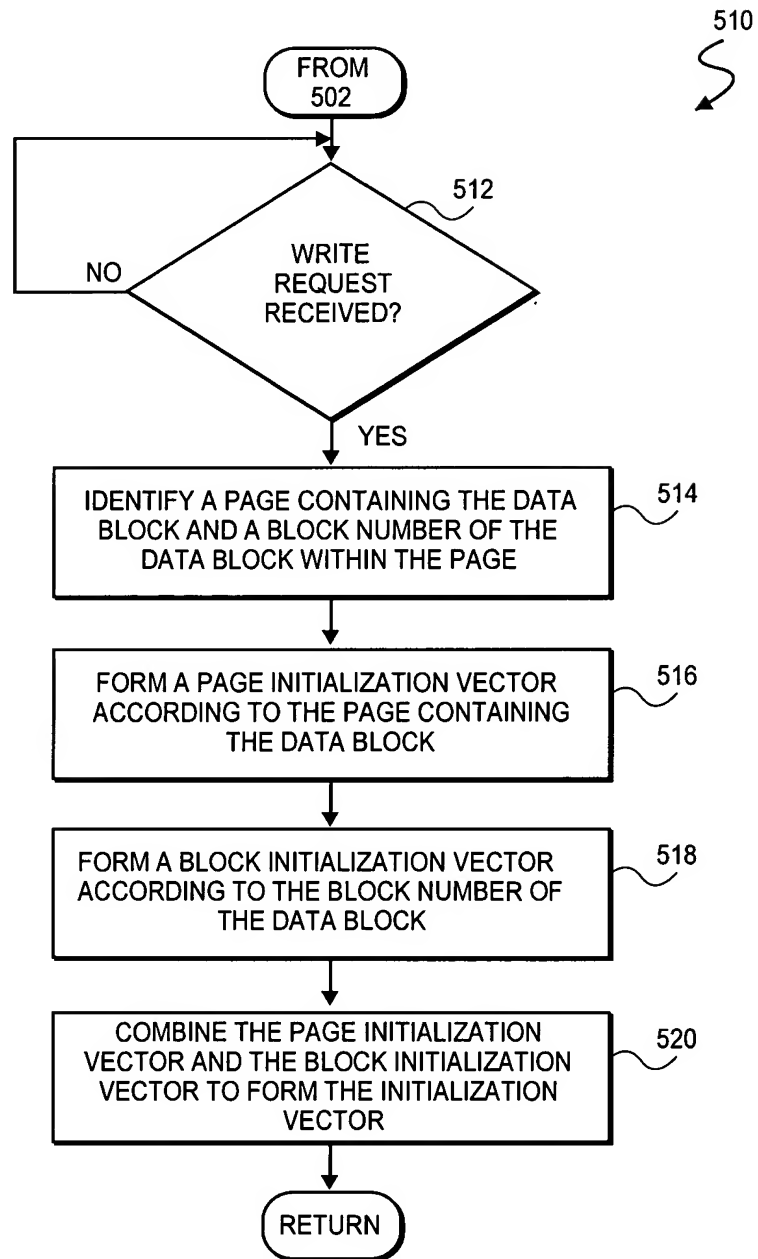 510
FROM
502
512
WRITE
REQUEST
RECEIVED?
NO
YES
IDENTIFY A PAGE CONTAINING THE DATA
BLOCK AND A BLOCK NUMBER OF THE
DATA BLOCK WITHIN THE PAGE
514
FORM A PAGE INITIALIZATION VECTOR
ACCORDING TO THE PAGE CONTAINING
THE DATA BLOCK
516
FORM A BLOCK INITIALIZATION VECTOR
ACCORDING TO THE BLOCK NUMBER OF
THE DATA BLOCK
518
COMBINE THE PAGE INITIALIZATION
VECTOR AND THE BLOCK INITIALIZATION
VECTOR TO FORM THE INITIALIZATION
VECTOR
520
RETURN